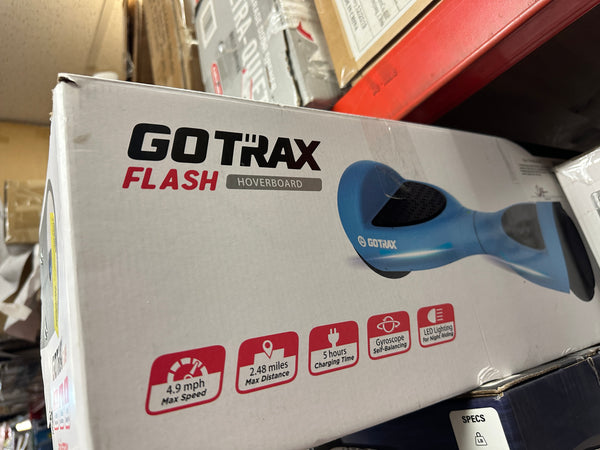 GOTRAX
FLASH HOVERBOARD
GOTRAX
4.9 mph
Max Speed
2.48 miles
Max Distance
5 hours
Charging Time
Gyroscope
Self-Balancing
LED Lighting
for Night Riding
SPECS
LB